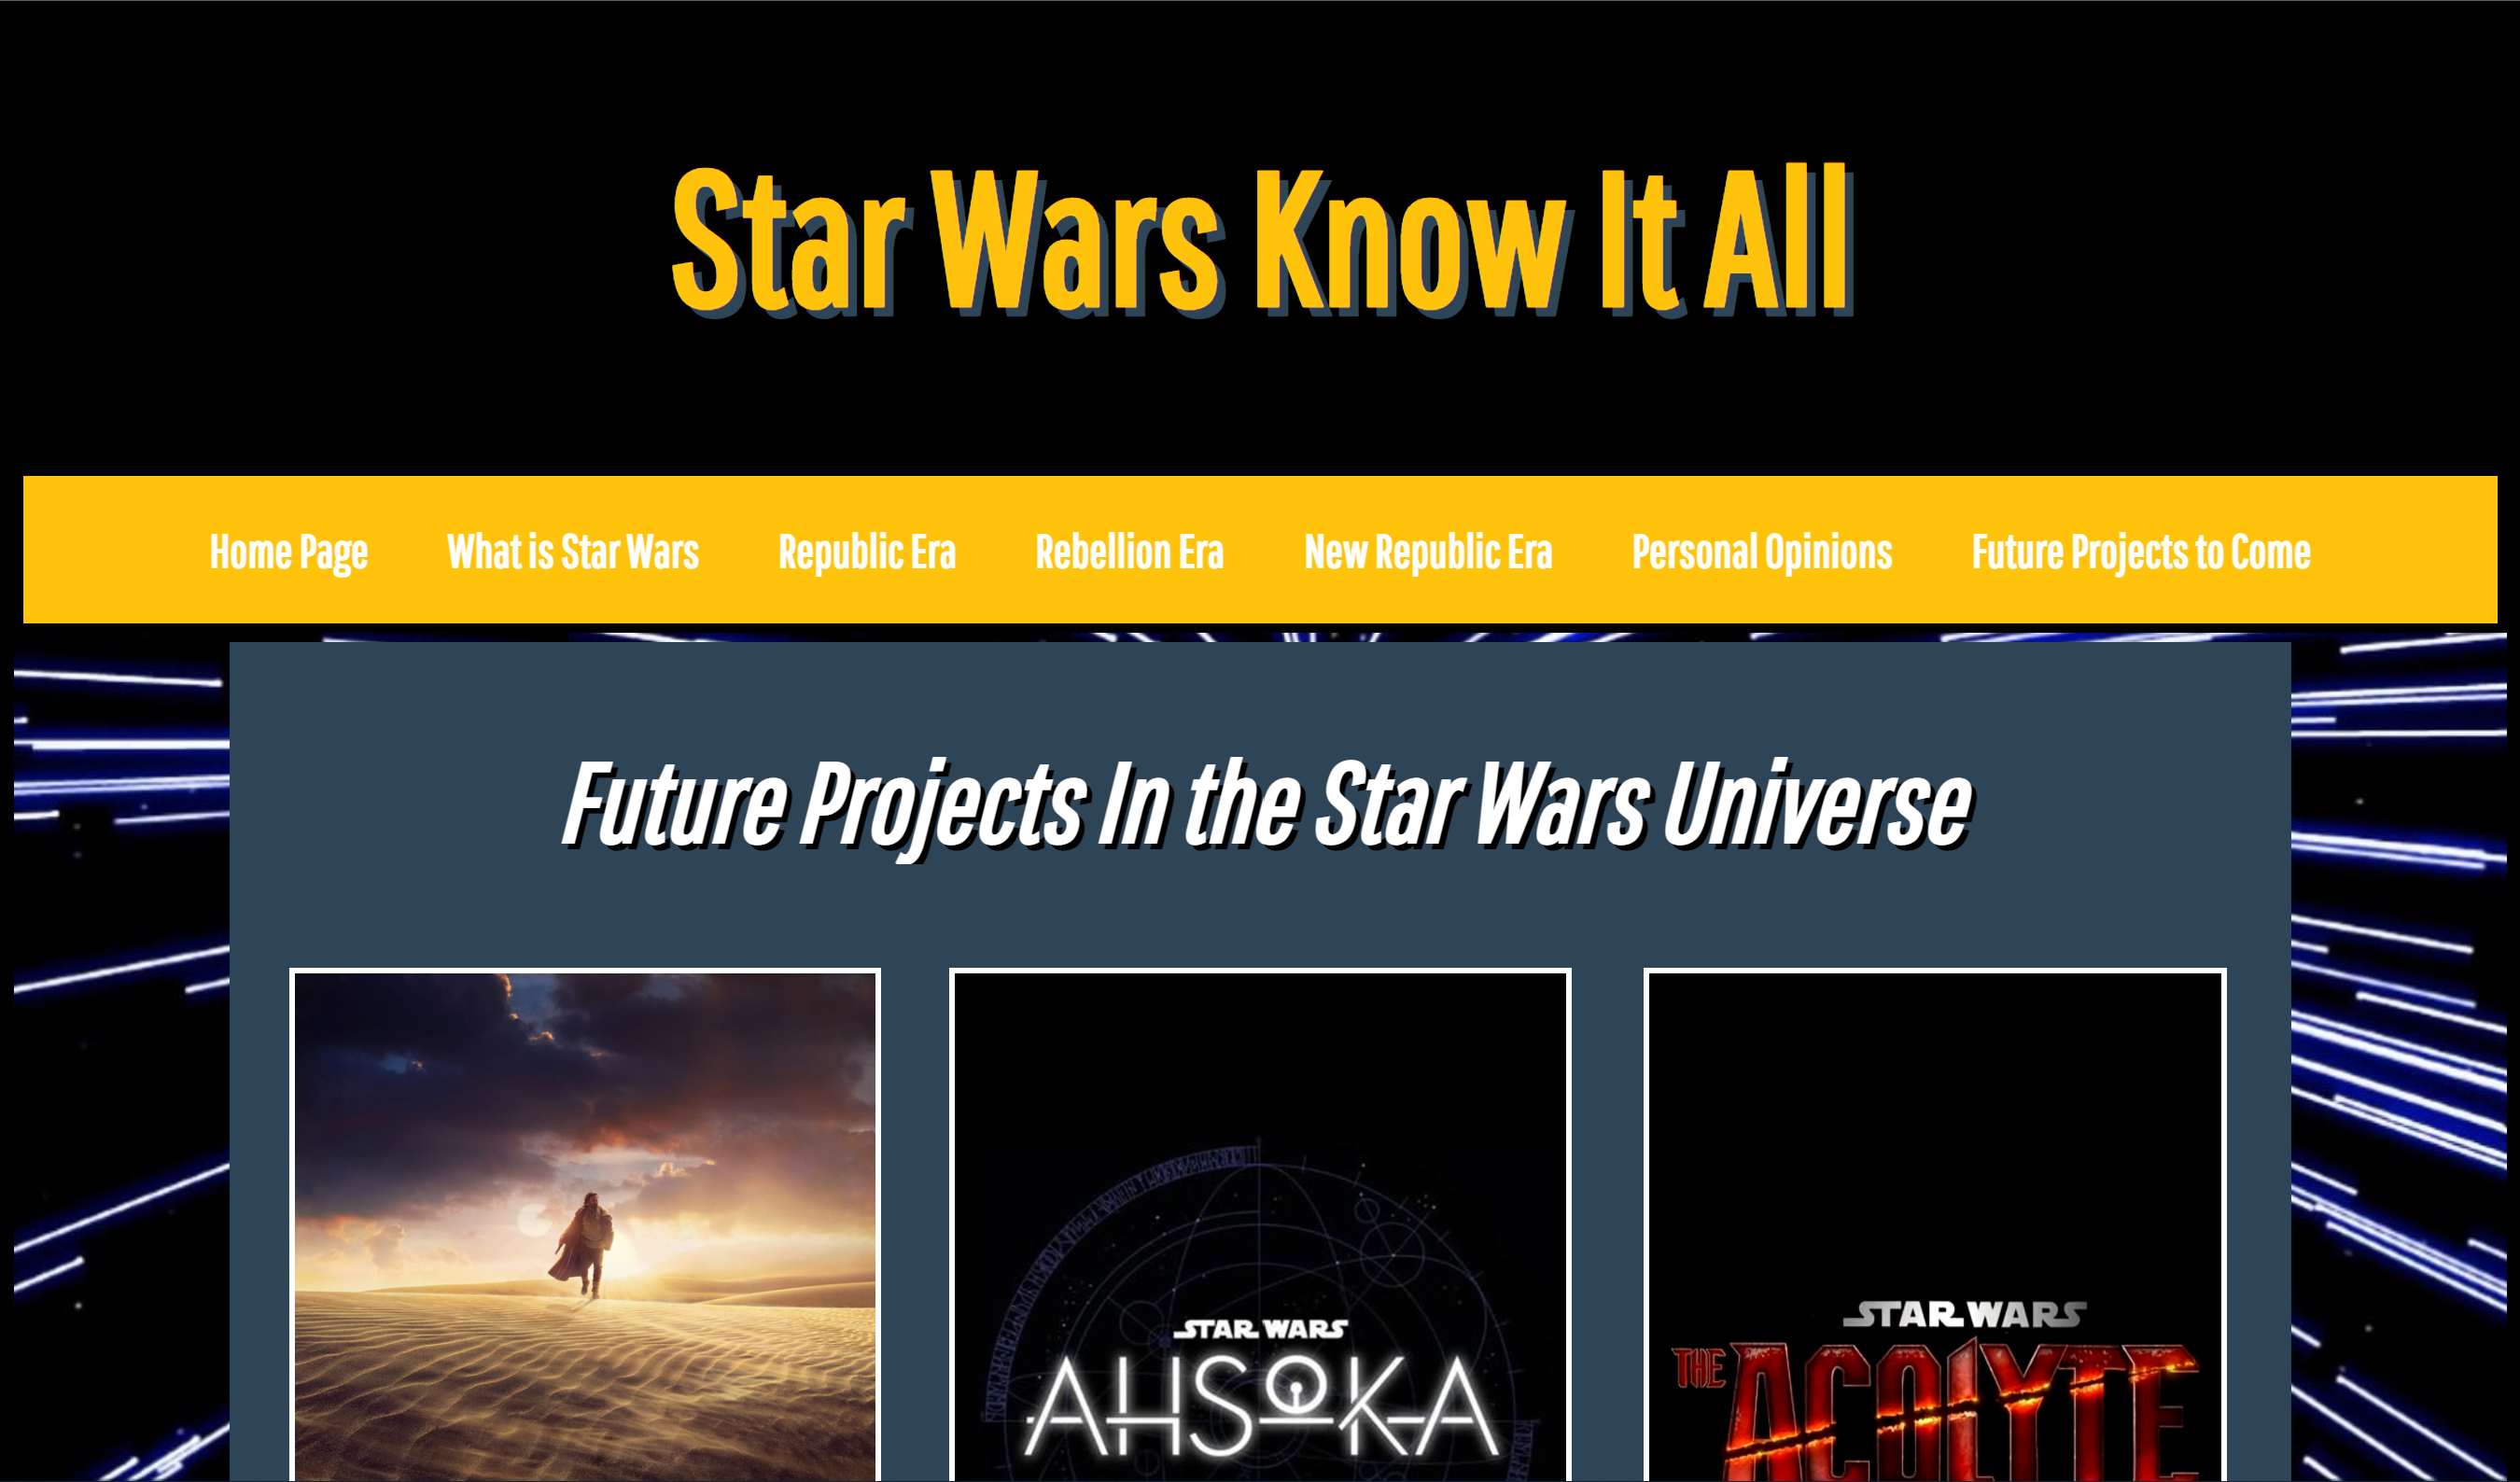 Star Wars Know It All
Home Page What is Star Wars Republic Era Rebellion Era New Republic Era Personal Opinions Future Projects to Come
Future Projects In the Star Wars Universe
STAR WARS
AHSOKA
STAR WARS
THE ACOLYTE